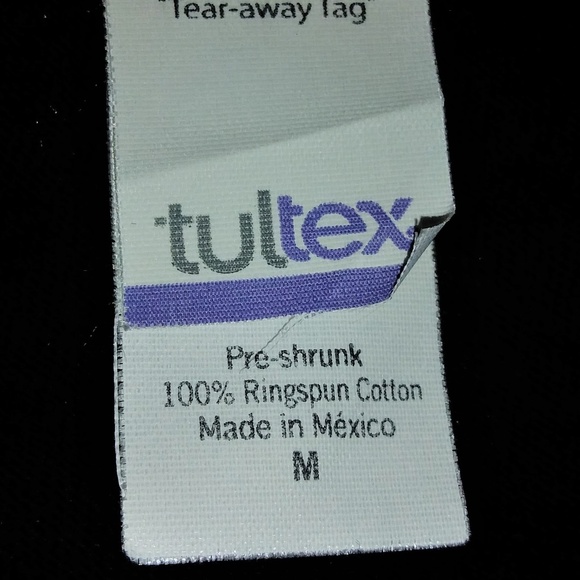 "Tear-away Tag"
tultex
Pre-shrunk
100% Ringspun Cotton
Made in México
M